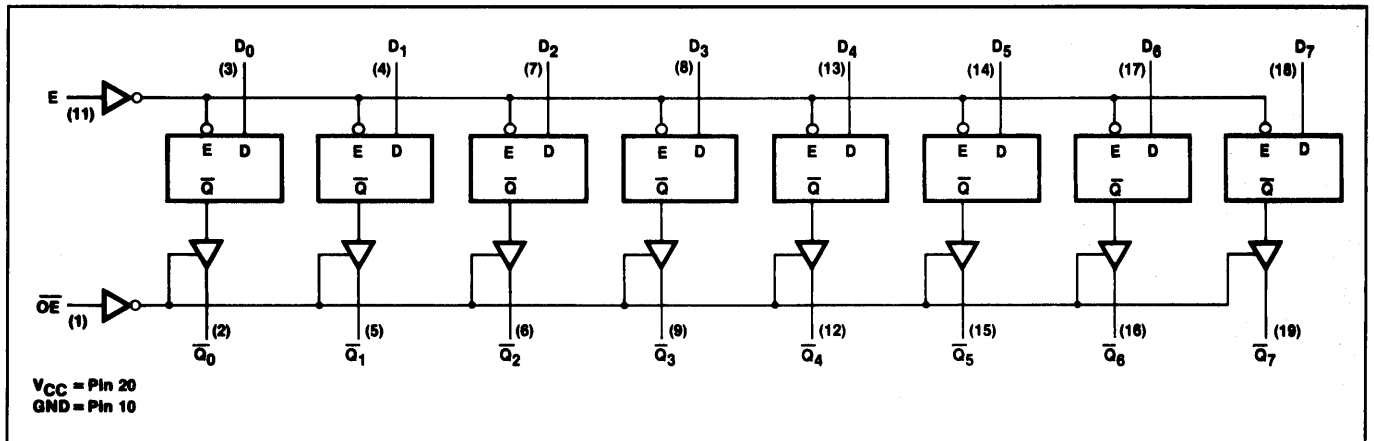 D0 D1 D2 D3 D4 D5 D6 D7
(3) (4) (7) (8) (13) (14) (17) (18)
E
(11)
E D E D E D E D E D E D E D E D
Q̅ Q̅ Q̅ Q̅ Q̅ Q̅ Q̅ Q̅
O̅E̅
(1)
(2) (5) (6) (9) (12) (15) (16) (19)
Q̅0 Q̅1 Q̅2 Q̅3 Q̅4 Q̅5 Q̅6 Q̅7
VCC = Pin 20
GND = Pin 10